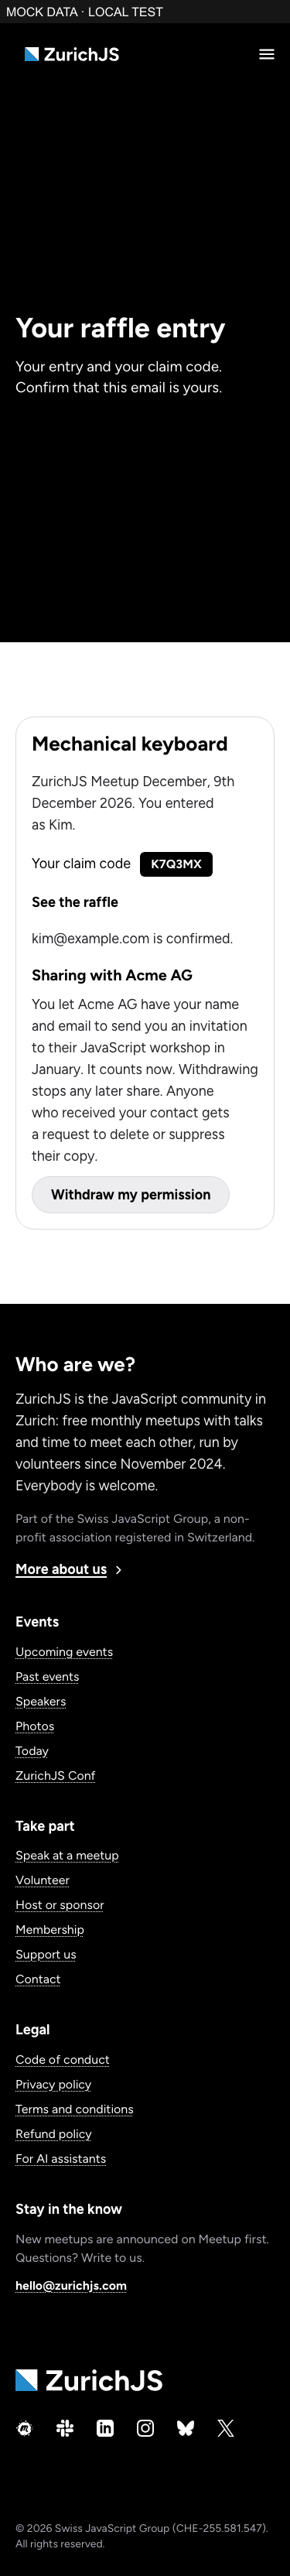 MOCK DATA · LOCAL TEST
ZurichJS
Your raffle entry
Your entry and your claim code.
Confirm that this email is yours.
Mechanical keyboard
ZurichJS Meetup December, 9th
December 2026. You entered
as Kim.
Your claim code K7Q3MX
See the raffle
kim@example.com is confirmed.
Sharing with Acme AG
You let Acme AG have your name
and email to send you an invitation
to their JavaScript workshop in
January. It counts now. Withdrawing
stops any later share. Anyone
who received your contact gets
a request to delete or suppress
their copy.
Withdraw my permission
Who are we?
ZurichJS is the JavaScript community in
Zurich: free monthly meetups with talks
and time to meet each other, run by
volunteers since November 2024.
Everybody is welcome.
Part of the Swiss JavaScript Group, a non-
profit association registered in Switzerland.
More about us
Events
Upcoming events
Past events
Speakers
Photos
Today
ZurichJS Conf
Take part
Speak at a meetup
Volunteer
Host or sponsor
Membership
Support us
Contact
Legal
Code of conduct
Privacy policy
Terms and conditions
Refund policy
For AI assistants
Stay in the know
New meetups are announced on Meetup first.
Questions? Write to us.
hello@zurichjs.com
ZurichJS
© 2026 Swiss JavaScript Group (CHE-255.581.547).
All rights reserved.